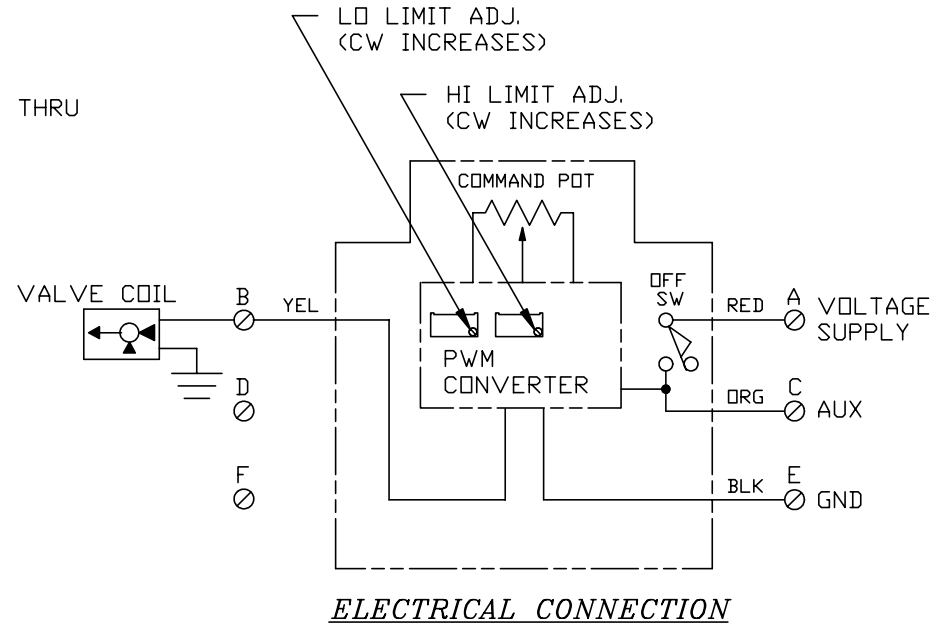 LO LIMIT ADJ.
(CW INCREASES)
THRU
HI LIMIT ADJ.
(CW INCREASES)
COMMAND POT
VALVE COIL
B
YEL
OFF
SW
RED
A
VOLTAGE
SUPPLY
PWM
CONVERTER
D
ORG
C
AUX
F
BLK
E
GND
ELECTRICAL CONNECTION